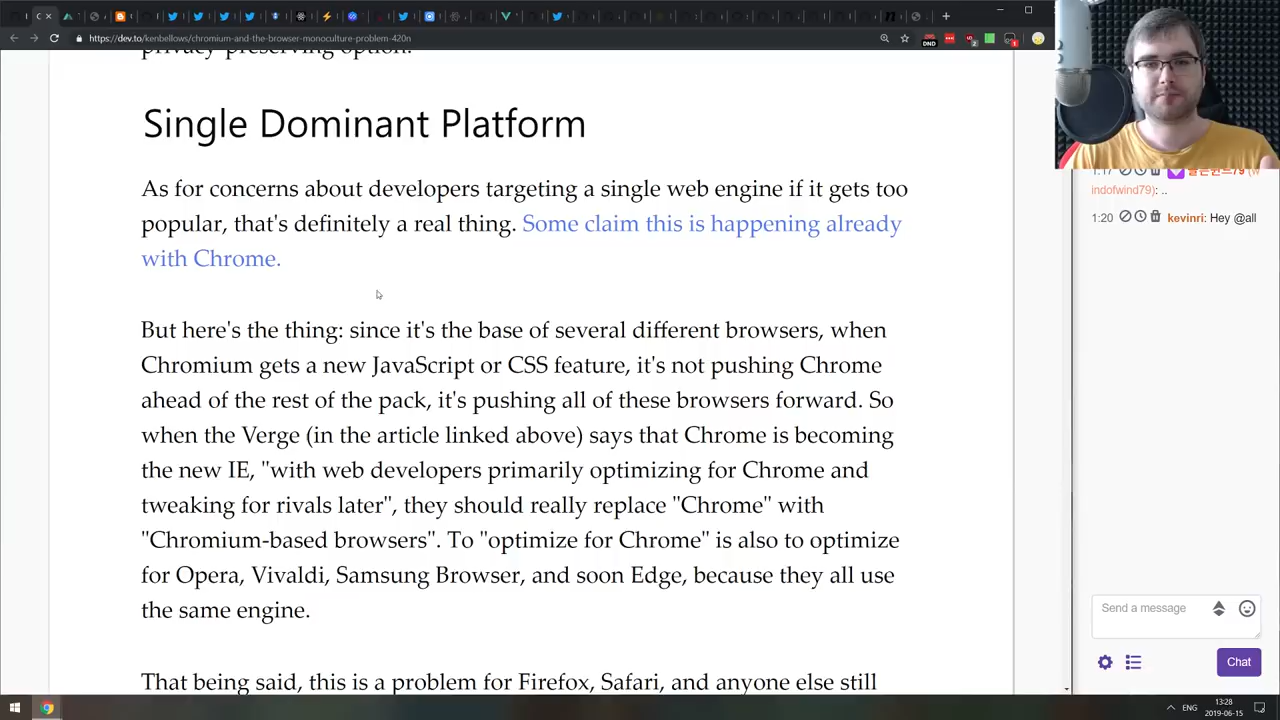 https://dev.to/kenbellows/chromium-and-the-browser-monoculture-problem-420n
DND
Single Dominant Platform
As for concerns about developers targeting a single web engine if it gets too
popular, that's definitely a real thing. Some claim this is happening already
with Chrome.
But here's the thing: since it's the base of several different browsers, when
Chromium gets a new JavaScript or CSS feature, it's not pushing Chrome
ahead of the rest of the pack, it's pushing all of these browsers forward. So
when the Verge (in the article linked above) says that Chrome is becoming
the new IE, "with web developers primarily optimizing for Chrome and
tweaking for rivals later", they should really replace "Chrome" with
"Chromium-based browsers". To "optimize for Chrome" is also to optimize
for Opera, Vivaldi, Samsung Browser, and soon Edge, because they all use
the same engine.
That being said, this is a problem for Firefox, Safari, and anyone else still
1:17
(w
indofwind79): ..
1:20 kevinri: Hey @all
Send a message
Chat
ENG
13:28
2019-06-15